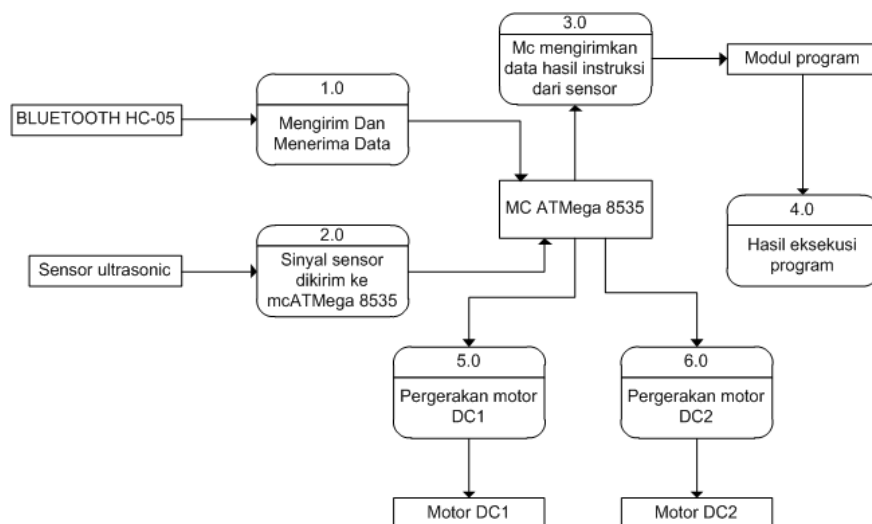 3.0
Mc mengirimkan
data hasil instruksi
dari sensor
Modul program
1.0
Mengirim Dan
Menerima Data
BLUETOOTH HC-05
MC ATMega 8535
4.0
Hasil eksekusi
program
2.0
Sinyal sensor
dikirim ke
mcATMega 8535
Sensor ultrasonic
5.0
Pergerakan motor
DC1
6.0
Pergerakan motor
DC2
Motor DC1
Motor DC2